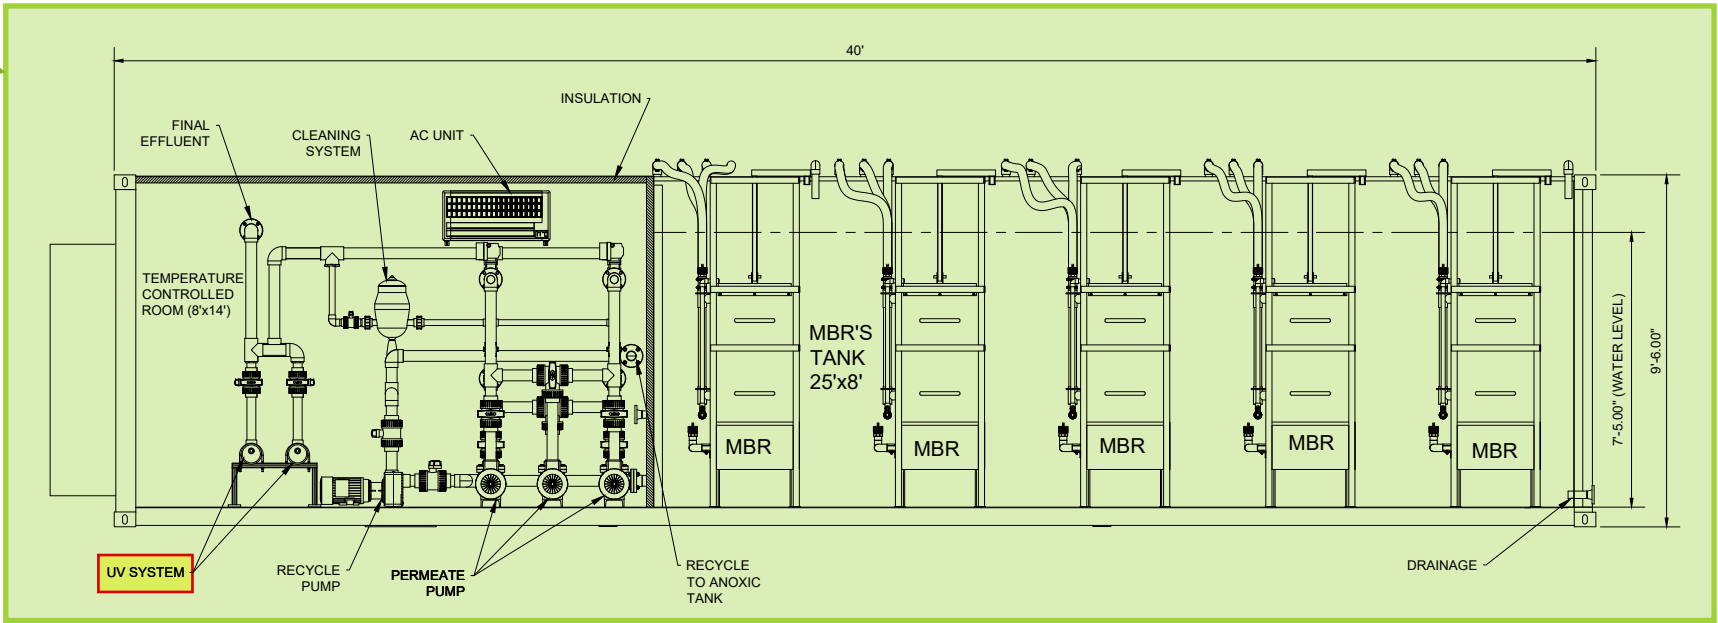 40'
INSULATION
FINAL
EFFLUENT
CLEANING
SYSTEM
AC UNIT
TEMPERATURE
CONTROLLED
ROOM (8'x14')
MBR'S
TANK
25'x8'
MBR
MBR
MBR
MBR
MBR
7'-5.00" (WATER LEVEL)
9'-6.00"
UV SYSTEM
RECYCLE
PUMP
PERMEATE
PUMP
RECYCLE
TO ANOXIC
TANK
DRAINAGE